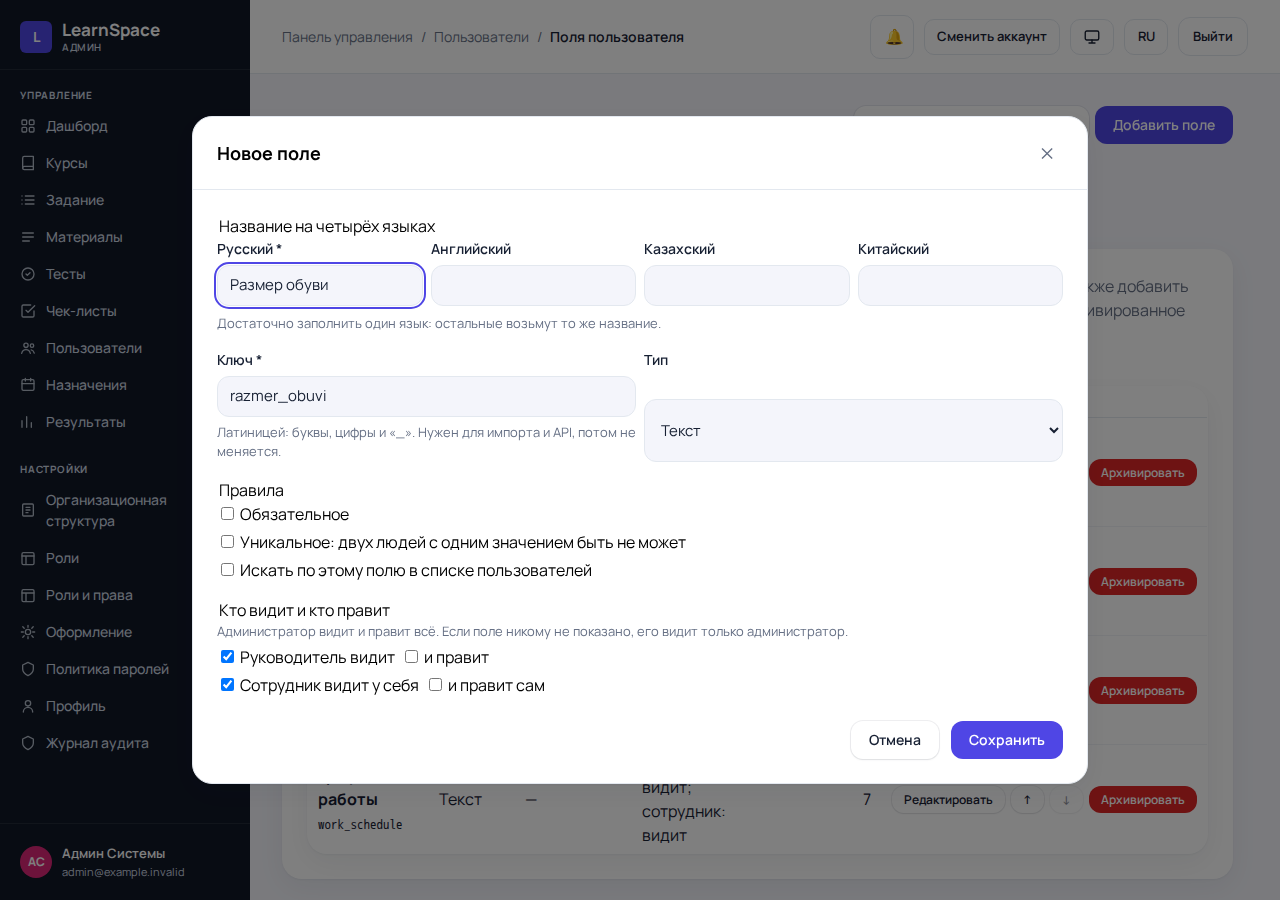 L
LearnSpace
АДМИН
Панель управления / Пользователи / Поля пользователя
Сменить аккаунт
RU
Выйти
УПРАВЛЕНИЕ
Дашборд
Курсы
Задание
Материалы
Тесты
Чек-листы
Пользователи
Назначения
Результаты
НАСТРОЙКИ
Организационная
структура
Роли
Роли и права
Оформление
Политика паролей
Профиль
Журнал аудита
АС
Админ Системы
admin@example.invalid
Добавить поле
Новое поле
Название на четырёх языках
Русский * Английский Казахский Китайский
Размер обуви
Достаточно заполнить один язык: остальные возьмут то же название.
Ключ * Тип
razmer_obuvi
Текст
Латиницей: буквы, цифры и «_». Нужен для импорта и API, потом не
меняется.
Правила
Обязательное
Уникальное: двух людей с одним значением быть не может
Искать по этому полю в списке пользователей
Кто видит и кто правит
Администратор видит и правит всё. Если поле никому не показано, его видит только администратор.
Руководитель видит и правит
Сотрудник видит у себя и правит сам
Отмена Сохранить
добавить
Архивировать
Архивировать
Архивировать
видит;
работы Текст — сотрудник: 7 Редактировать ↑ ↓ Архивировать
work_schedule
видит